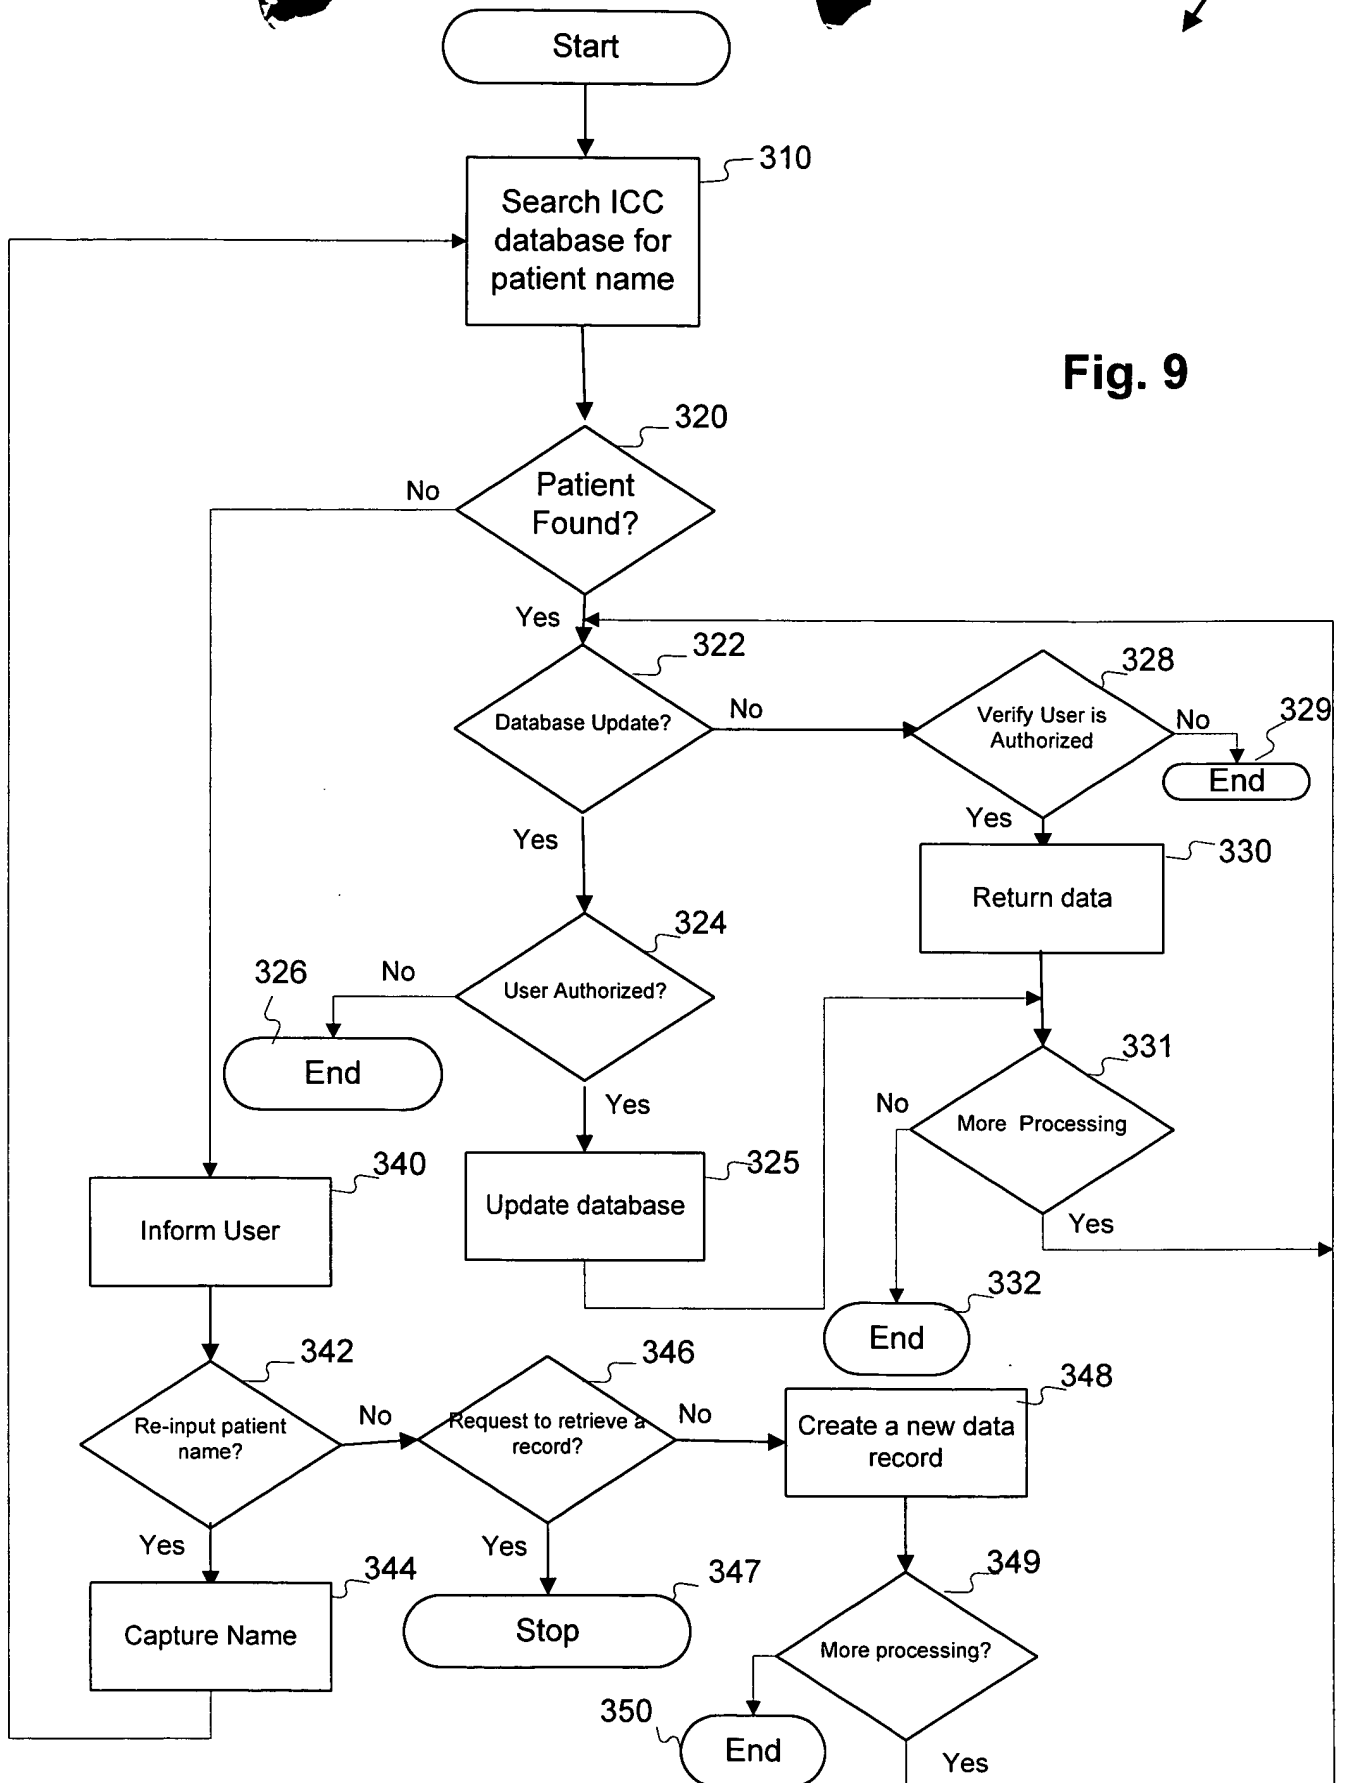 Start
310
Search ICC
database for
patient name
Fig. 9
320
Patient
Found?
No
Yes
322
Database Update?
No
328
Verify User is
Authorized
No
329
End
Yes
330
Return data
Yes
324
User Authorized?
No
326
End
Yes
325
Update database
331
More  Processing
No
Yes
332
End
340
Inform User
342
Re-input patient
name?
No
346
Request to retrieve a
record?
No
348
Create a new data
record
Yes
344
Capture Name
Yes
347
Stop
349
More processing?
350
End
Yes